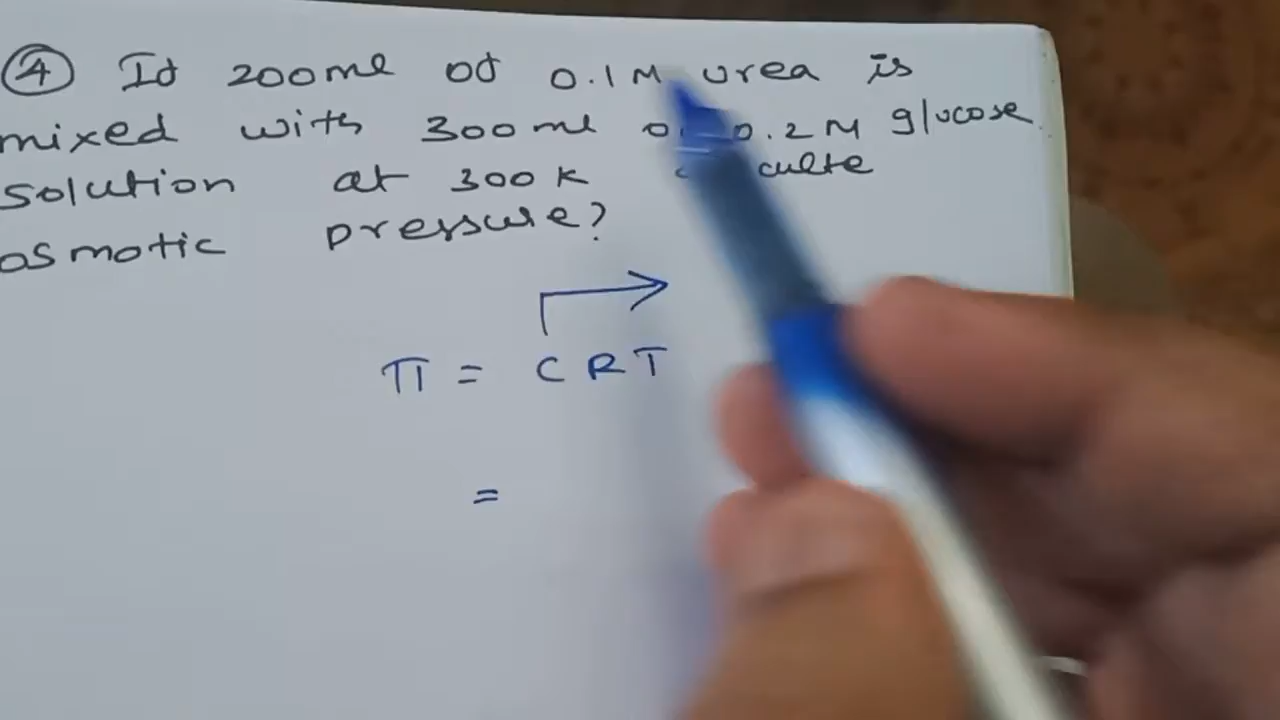 ④ If 200ml of 0.1M urea is
mixed with 300ml 0.2M glucose
solution at 300K
osmotic pressure?
π = CRT
=